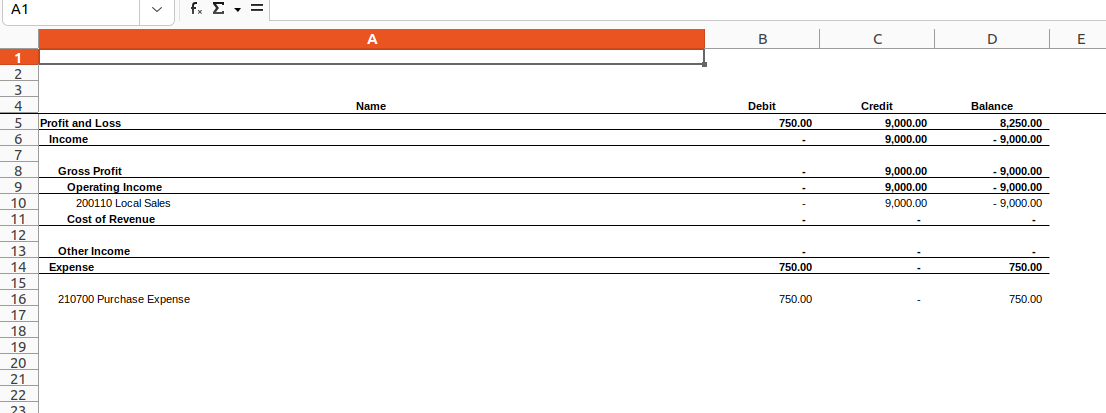 A1 fx Σ =
A B C D E
1
2
3
4 Name Debit Credit Balance
5 Profit and Loss 750.00 9,000.00 8,250.00
6 Income - 9,000.00 - 9,000.00
7
8 Gross Profit - 9,000.00 - 9,000.00
9 Operating Income - 9,000.00 - 9,000.00
10 200110 Local Sales - 9,000.00 - 9,000.00
11 Cost of Revenue - - -
12
13 Other Income - - -
14 Expense 750.00 - 750.00
15
16 210700 Purchase Expense 750.00 - 750.00
17
18
19
20
21
22
23